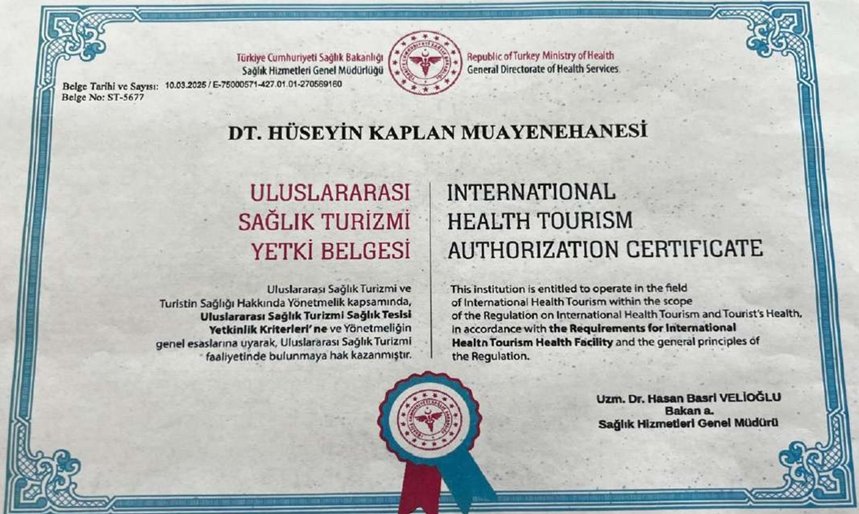 Türkiye Cumhuriyeti Sağlık Bakanlığı
Sağlık Hizmetleri Genel Müdürlüğü
Republic of Turkey Ministry of Health
General Directorate of Health Services
Belge Tarihi ve Sayısı: 10.03.2025 / E-75000571-427.01.01-270569160
Belge No: ST-5677
DT. HÜSEYİN KAPLAN MUAYENEHANESİ
ULUSLARARASI
SAĞLIK TURİZMİ
YETKİ BELGESİ
INTERNATIONAL
HEALTH TOURISM
AUTHORIZATION CERTIFICATE
Uluslararası Sağlık Turizmi ve
Turistin Sağlığı Hakkında Yönetmelik kapsamında,
Uluslararası Sağlık Turizmi Sağlık Tesisi
Yetkinlik Kriterleri'ne ve Yönetmeliğin
genel esaslarına uyarak, Uluslararası Sağlık Turizmi
faaliyetinde bulunmaya hak kazanmıştır.
This institution is entitled to operate in the field
of International Health Tourism within the scope
of the Regulation on International Health Tourism and Tourist's Health,
in accordance with the Requirements for International
Health Tourism Health Facility and the general principles of
the Regulation.
Uzm. Dr. Hasan Basri VELİOĞLU
Bakan a.
Sağlık Hizmetleri Genel Müdürü